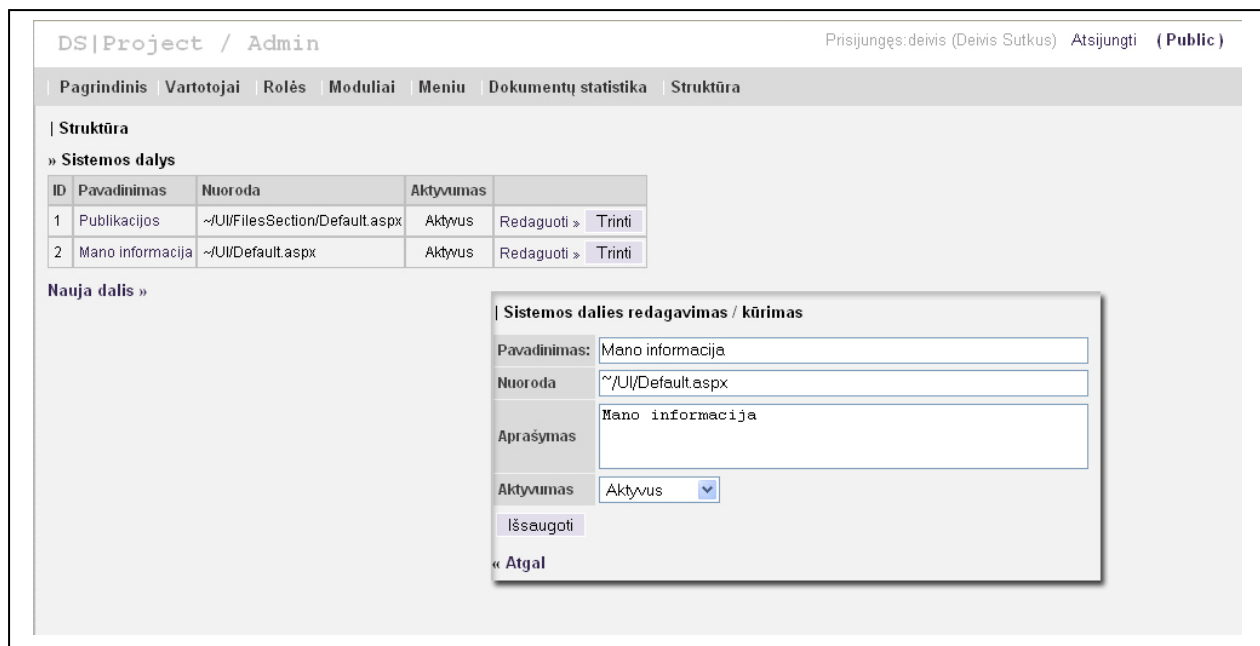 DS|Project / Admin
Prisijungęs:deivis (Deivis Sutkus) Atsijungti (Public)
Pagrindinis Vartotojai Rolės Moduliai Meniu Dokumentų statistika Struktūra
| Struktūra
» Sistemos dalys
ID Pavadinimas Nuoroda Aktyvumas
1 Publikacijos ~/UI/FilesSection/Default.aspx Aktyvus Redaguoti » Trinti
2 Mano informacija ~/UI/Default.aspx Aktyvus Redaguoti » Trinti
Nauja dalis »
| Sistemos dalies redagavimas / kūrimas
Pavadinimas: Mano informacija
Nuoroda ~/UI/Default.aspx
Aprašymas Mano informacija
Aktyvumas Aktyvus
Išsaugoti
« Atgal